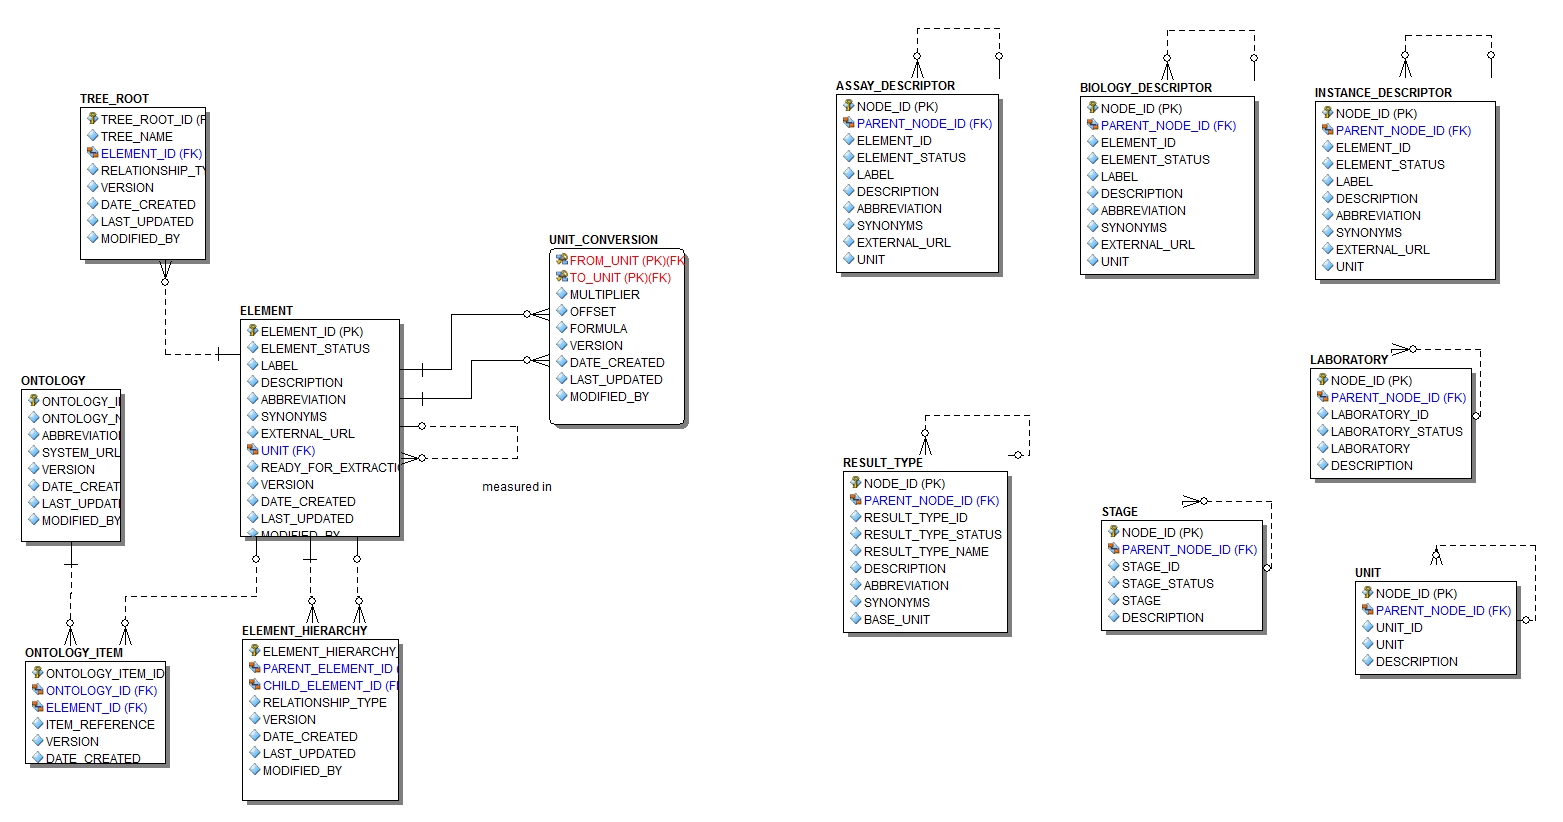 TREE_ROOT
TREE_ROOT_ID
TREE_NAME
ELEMENT_ID (FK)
RELATIONSHIP_TY
VERSION
DATE_CREATED
LAST_UPDATED
MODIFIED_BY
ONTOLOGY
ONTOLOGY_I
ONTOLOGY_N
ABBREVIATIO
SYSTEM_URL
VERSION
DATE_CREAT
LAST_UPDATI
MODIFIED_BY
ONTOLOGY_ITEM
ONTOLOGY_ITEM_ID
ONTOLOGY_ID (FK)
ELEMENT_ID (FK)
ITEM_REFERENCE
VERSION
DATE_CREATED
ELEMENT
ELEMENT_ID (PK)
ELEMENT_STATUS
LABEL
DESCRIPTION
ABBREVIATION
SYNONYMS
EXTERNAL_URL
UNIT (FK)
READY_FOR_EXTRACTI
VERSION
DATE_CREATED
LAST_UPDATED
MODIFIED_BY
ELEMENT_HIERARCHY
ELEMENT_HIERARCHY_
PARENT_ELEMENT_ID (
CHILD_ELEMENT_ID (F
RELATIONSHIP_TYPE
VERSION
DATE_CREATED
LAST_UPDATED
MODIFIED_BY
UNIT_CONVERSION
FROM_UNIT (PK)(FK
TO_UNIT (PK)(FK)
MULTIPLIER
OFFSET
FORMULA
VERSION
DATE_CREATED
LAST_UPDATED
MODIFIED_BY
measured in
ASSAY_DESCRIPTOR
NODE_ID (PK)
PARENT_NODE_ID (FK)
ELEMENT_ID
ELEMENT_STATUS
LABEL
DESCRIPTION
ABBREVIATION
SYNONYMS
EXTERNAL_URL
UNIT
BIOLOGY_DESCRIPTOR
NODE_ID (PK)
PARENT_NODE_ID (FK)
ELEMENT_ID
ELEMENT_STATUS
LABEL
DESCRIPTION
ABBREVIATION
SYNONYMS
EXTERNAL_URL
UNIT
INSTANCE_DESCRIPTOR
NODE_ID (PK)
PARENT_NODE_ID (FK)
ELEMENT_ID
ELEMENT_STATUS
LABEL
DESCRIPTION
ABBREVIATION
SYNONYMS
EXTERNAL_URL
UNIT
LABORATORY
NODE_ID (PK)
PARENT_NODE_ID (FK)
LABORATORY_ID
LABORATORY_STATUS
LABORATORY
DESCRIPTION
RESULT_TYPE
NODE_ID (PK)
PARENT_NODE_ID (FK)
RESULT_TYPE_ID
RESULT_TYPE_STATUS
RESULT_TYPE_NAME
DESCRIPTION
ABBREVIATION
SYNONYMS
BASE_UNIT
STAGE
NODE_ID (PK)
PARENT_NODE_ID (FK)
STAGE_ID
STAGE_STATUS
STAGE
DESCRIPTION
UNIT
NODE_ID (PK)
PARENT_NODE_ID (FK)
UNIT_ID
UNIT
DESCRIPTION